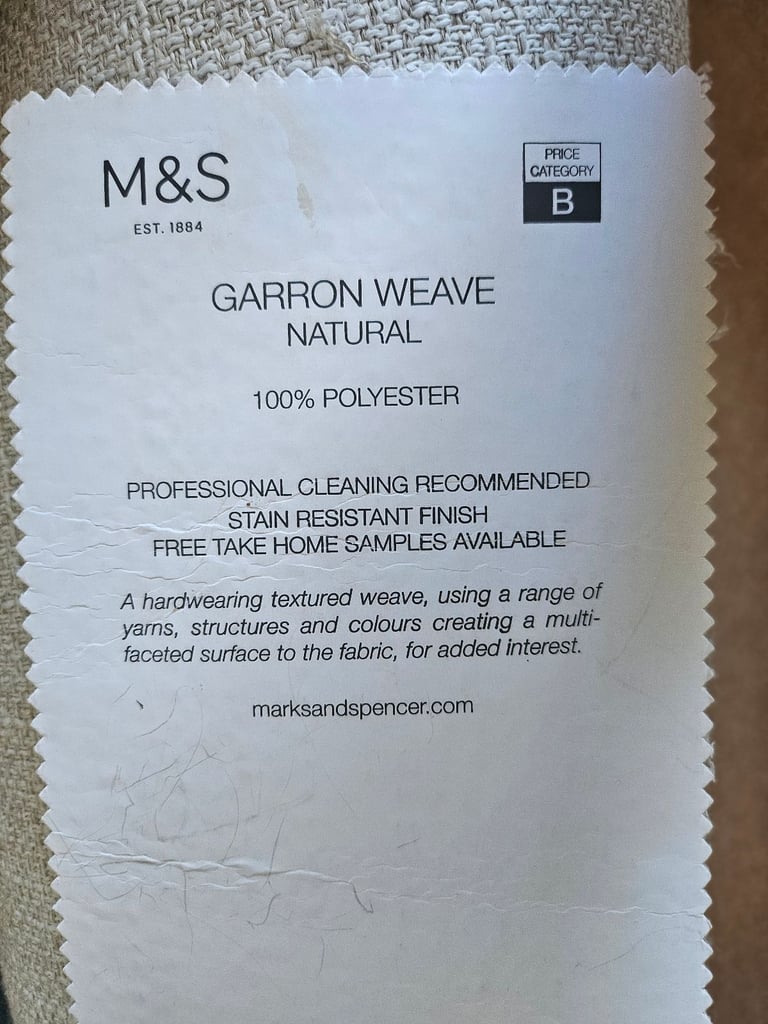 M&S
EST. 1884
PRICE
CATEGORY
B
GARRON WEAVE
NATURAL
100% POLYESTER
PROFESSIONAL CLEANING RECOMMENDED
STAIN RESISTANT FINISH
FREE TAKE HOME SAMPLES AVAILABLE
A hardwearing textured weave, using a range of
yarns, structures and colours creating a multi-
faceted surface to the fabric, for added interest.
marksandspencer.com